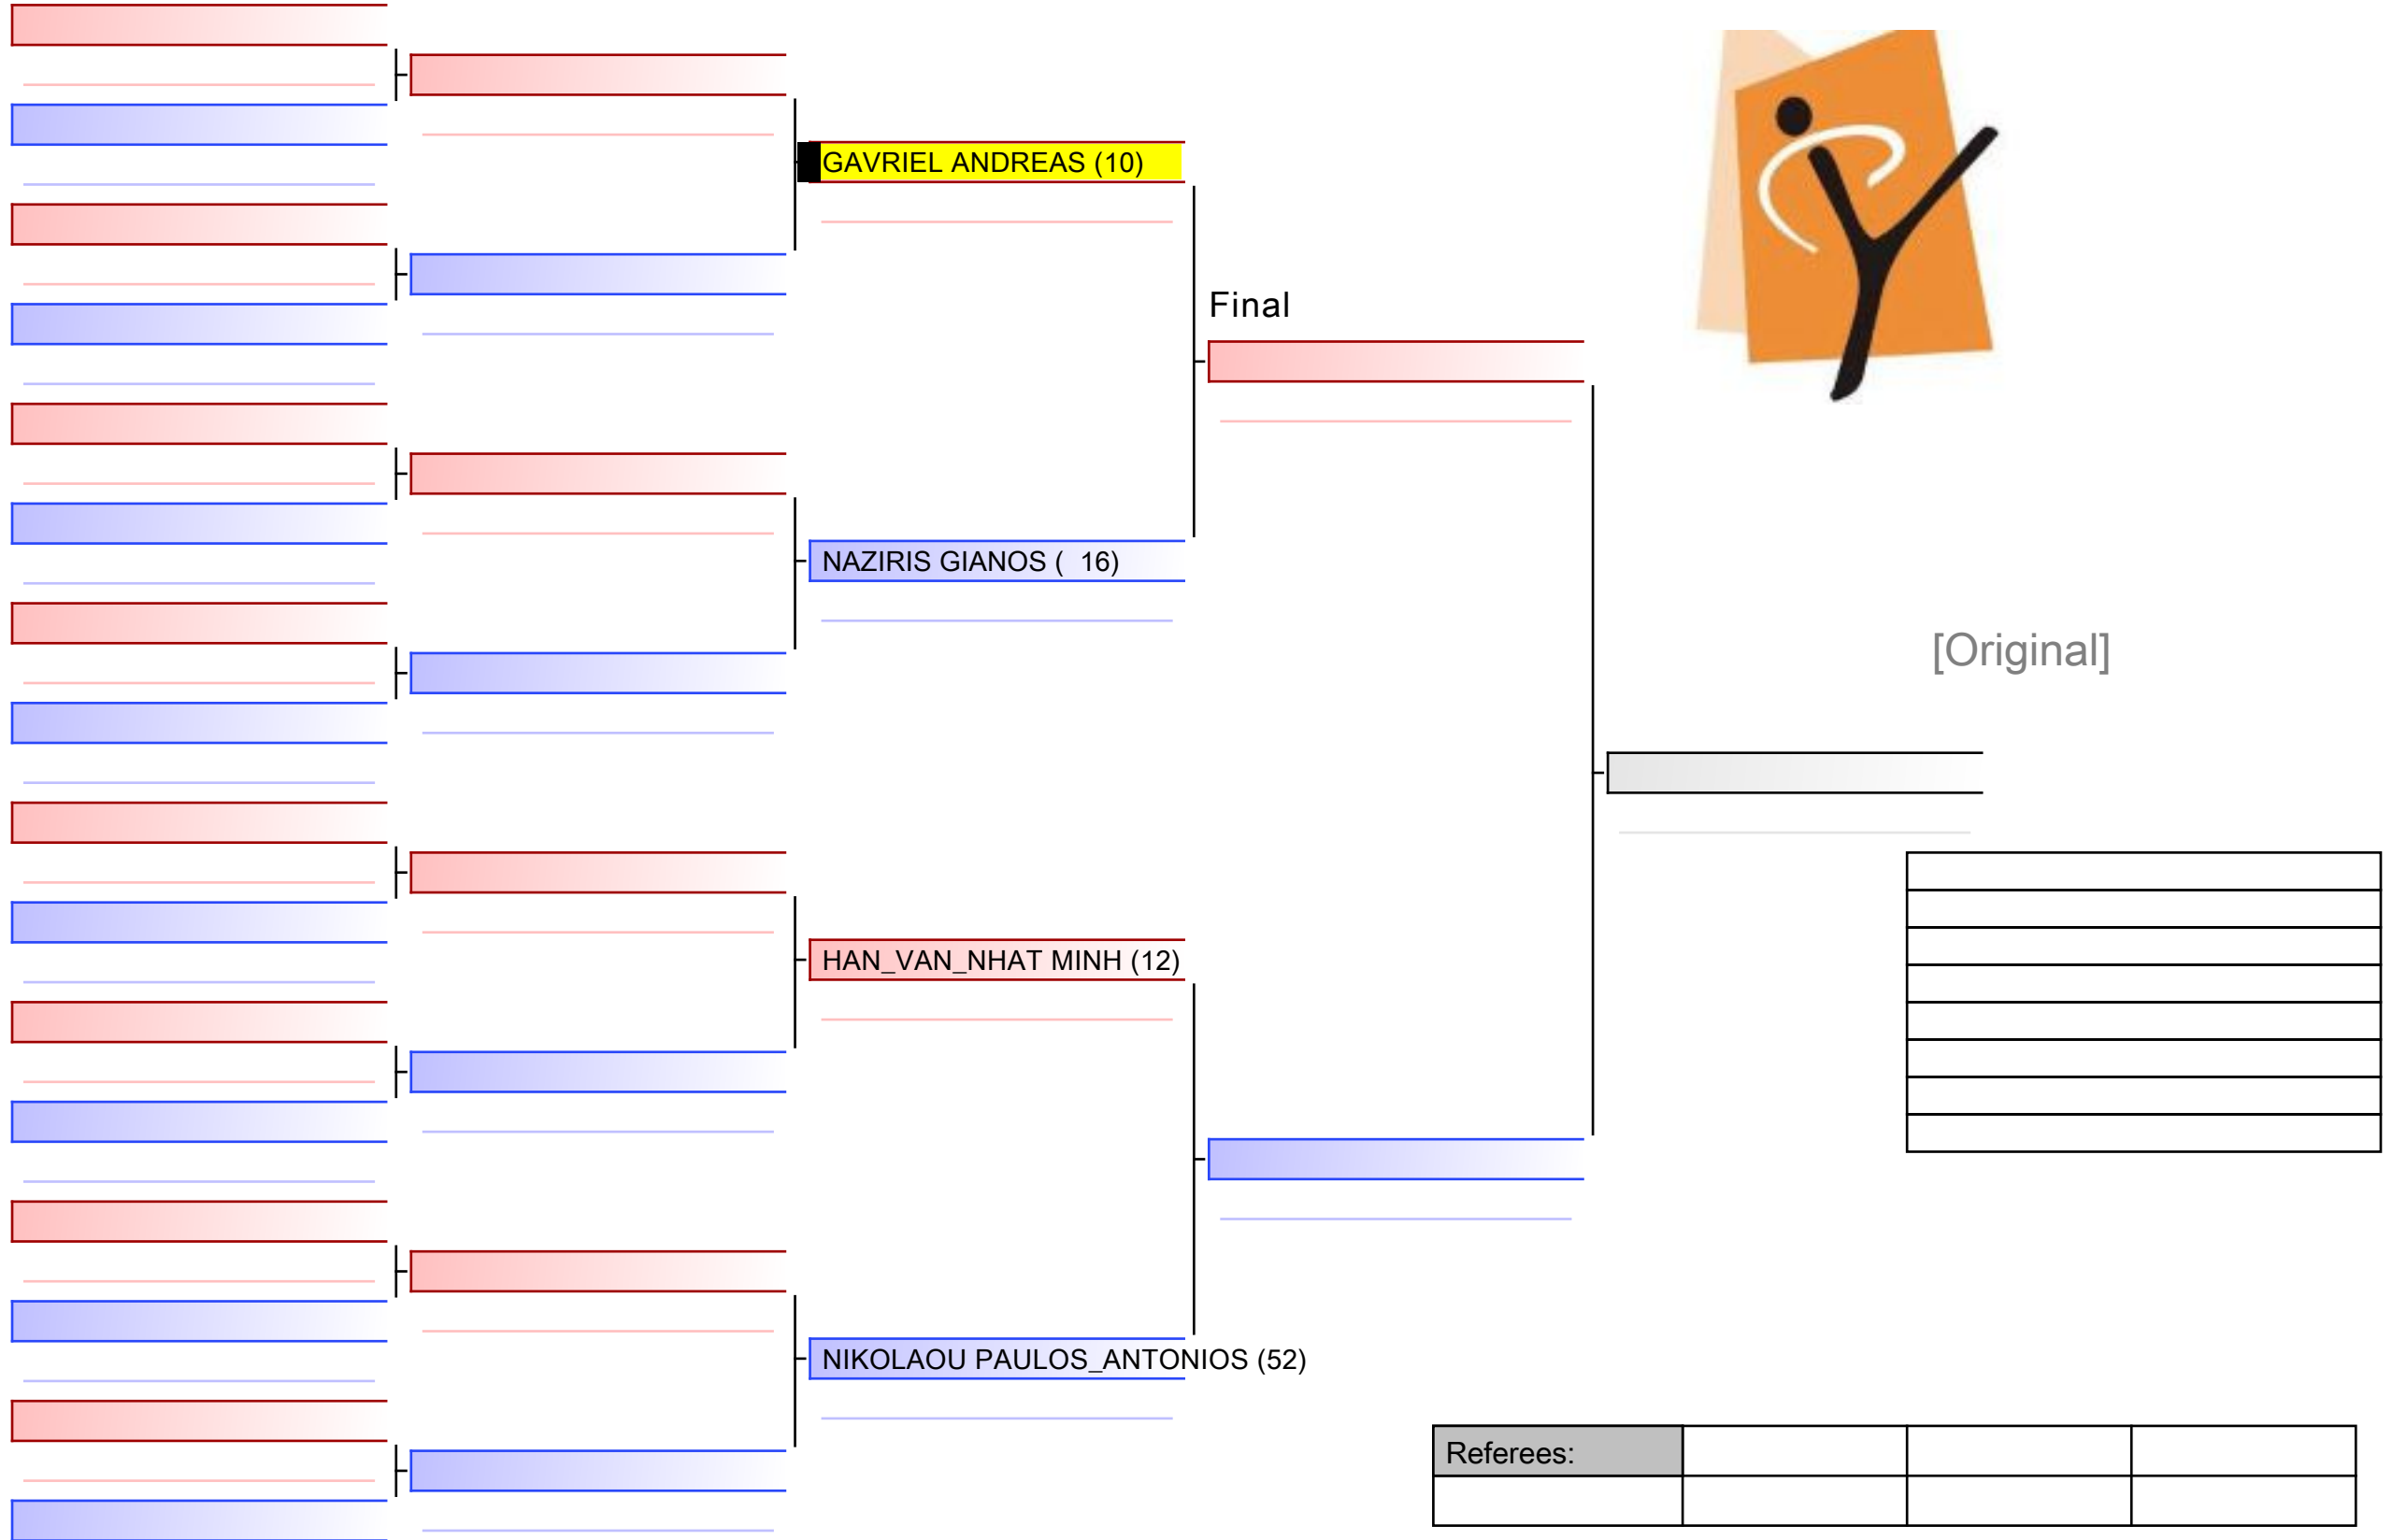 GAVRIEL ANDREAS (10)
Final
NAZIRIS GIANOS (  16)
[Original]
HAN_VAN_NHAT MINH (12)
NIKOLAOU PAULOS_ANTONIOS (52)
Referees: